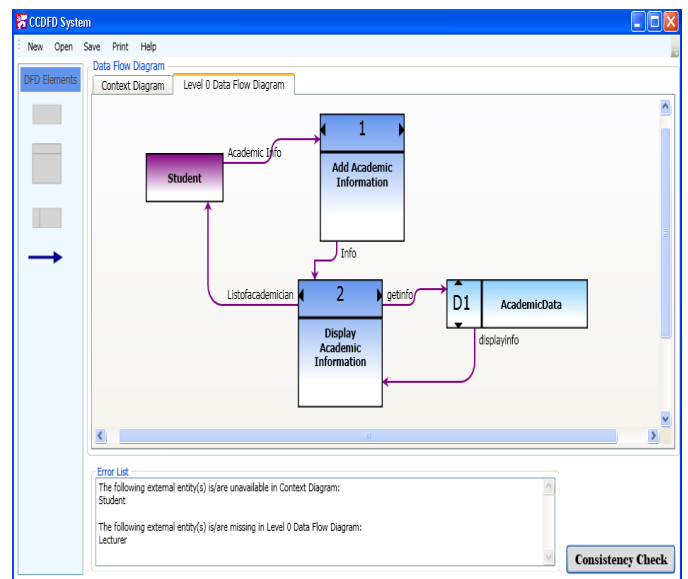 CCDFD System
New Open Save Print Help
DFD Elements
Data Flow Diagram
Context Diagram
Level 0 Data Flow Diagram
1
Academic Info
Add Academic
Information
Student
Info
Listofacademician
2
getinfo
D1
AcademicData
Display
Academic
Information
displayinfo
Error List
The following external entity(s) is/are unavailable in Context Diagram:
Student
The following external entity(s) is/are missing in Level 0 Data Flow Diagram:
Lecturer
Consistency Check